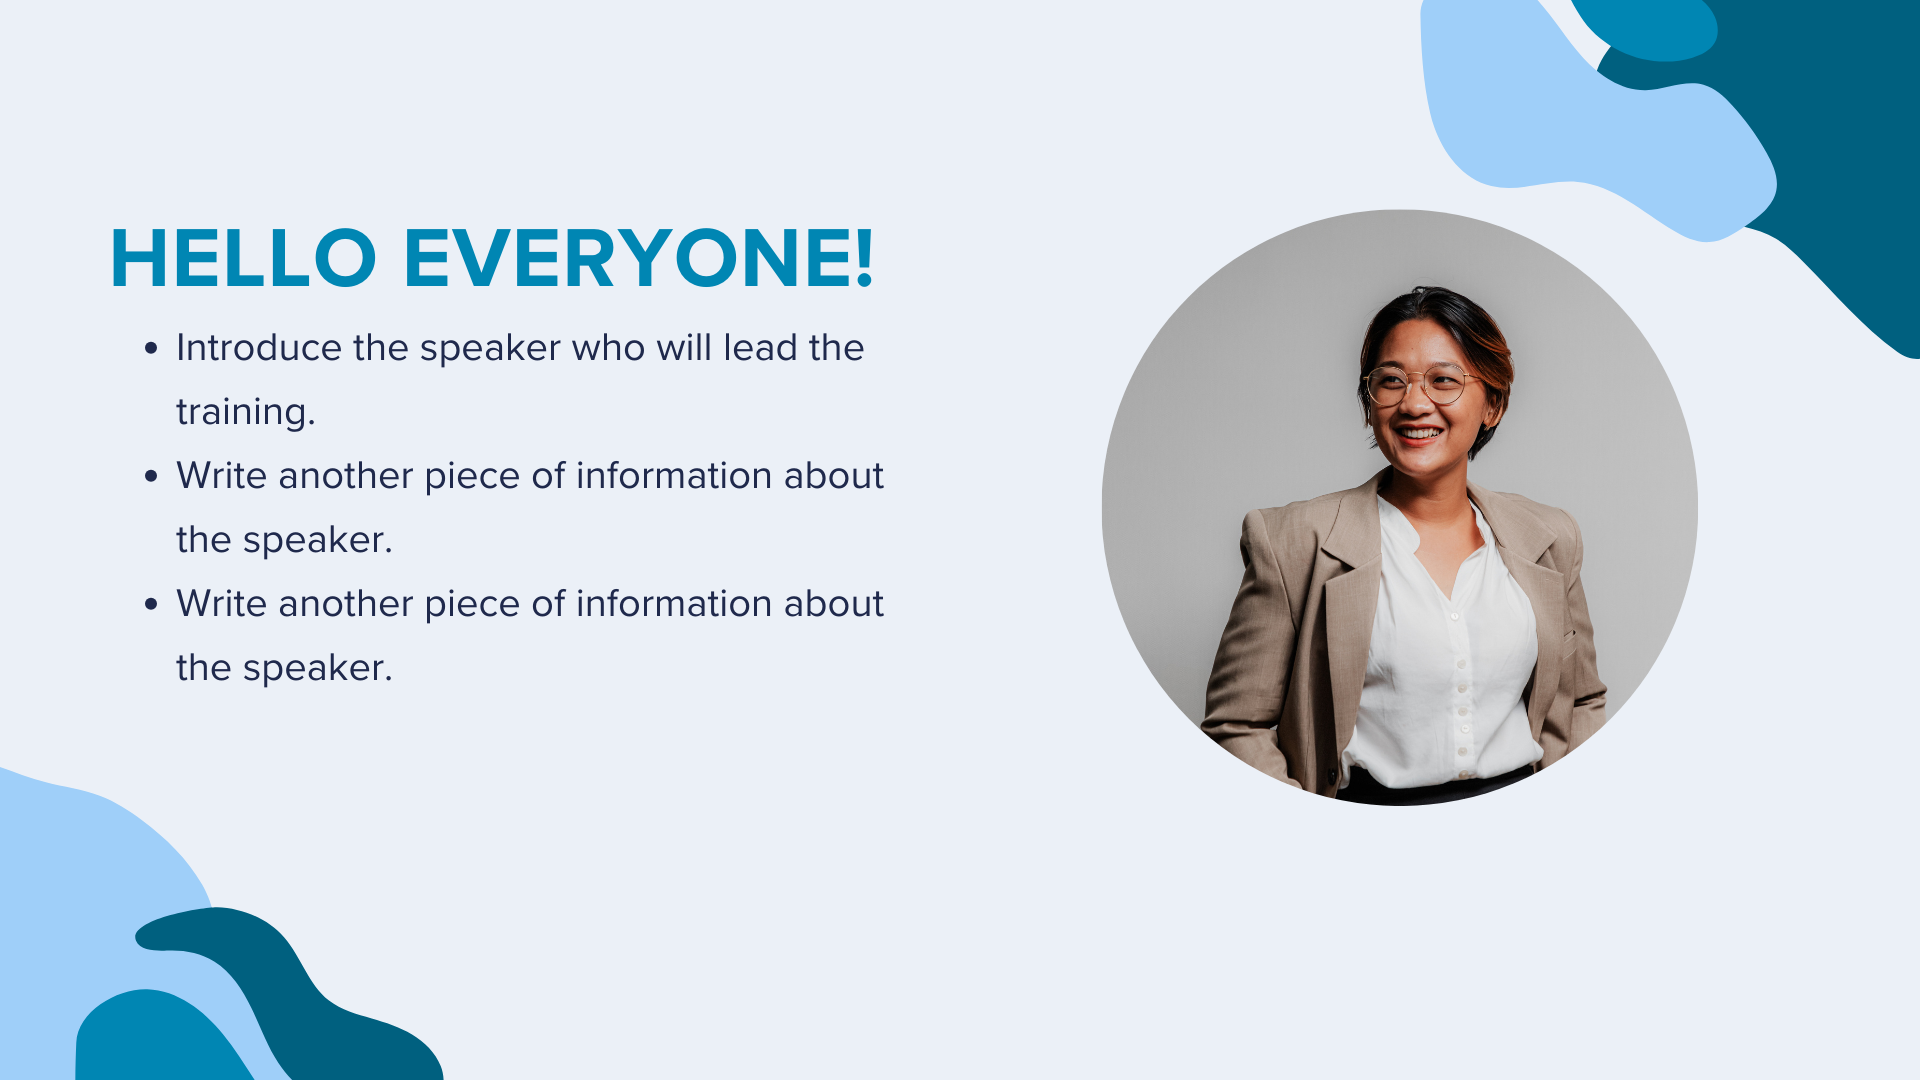 HELLO EVERYONE!
• Introduce the speaker who will lead the
training.
• Write another piece of information about
the speaker.
• Write another piece of information about
the speaker.